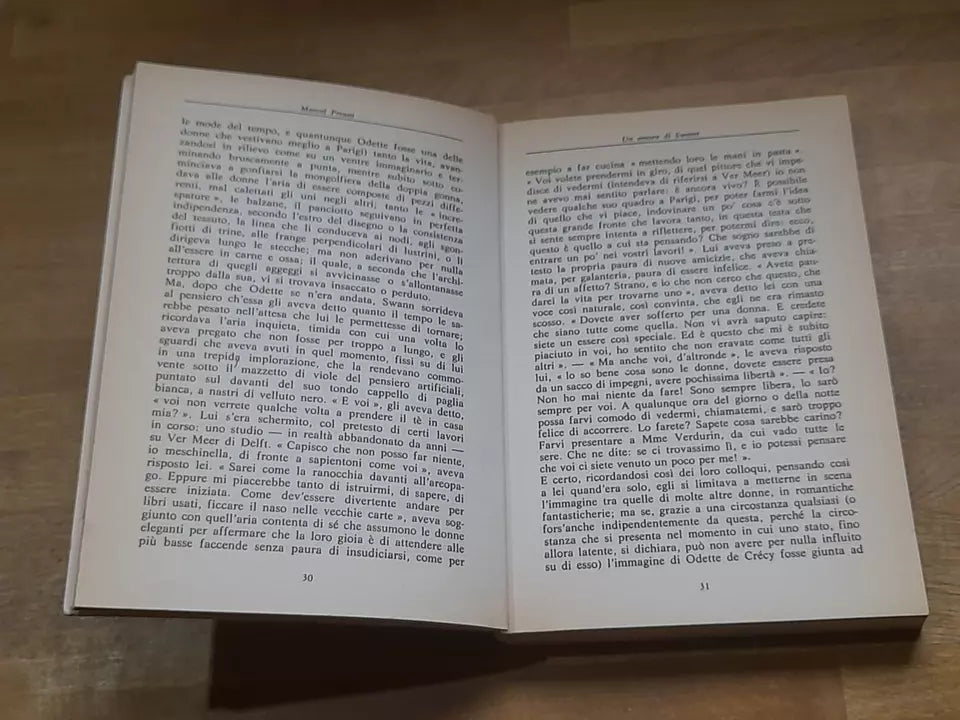 Marcel Proust
le mode del tempo, e quantunque Odette fosse una delle
donne che vestivano meglio a Parigi) tanto la vita, avan-
zandosi in rilievo come su un ventre immaginario e ter-
minando bruscamente a punta, mentre subito sotto co-
minciava a gonfiarsi la mongolfiera della doppia gonna,
dava alle donne l'aria di essere composte di pezzi diffe-
renti, mal calettati gli uni negli altri, tanto le « incre-
spature », le balzane, il panciotto seguivano in perfetta
indipendenza, secondo l'estro del disegno o la consistenza
del tessuto, la linea che li conduceva ai nodi, agli gon-
fiotti di trine, alle frange perpendicolari di lustrini, o li
dirigeva lungo le stecche; ma non aderivano per nulla
all'essere in carne e ossa; il quale, a seconda che l'archi-
tettura di quegli aggeggi si avvicinasse o s'allontanasse
troppo dalla sua, vi si trovava insaccato o perduto.
Ma, dopo che Odette se n'era andata, Swann sorrideva
al pensiero ch'essa gli aveva detto quanto il tempo le sa-
rebbe pesato nell'attesa che lui le permettesse di tornare;
ricordava l'aria inquieta, timida con cui una volta lo
aveva pregato che non fosse per troppo a lungo, e gli
sguardi che aveva avuti in quel momento, fissi su di lui
in una trepida implorazione, che la rendevano commo-
vente sotto il mazzetto di viole del pensiero artificiali,
puntato sul davanti del suo tondo cappello di paglia
bianca, a nastri di velluto nero. « E voi », gli aveva detto,
« voi non verrete qualche volta a prendere il tè in casa
mia? ». Lui s'era schermito, col pretesto di certi lavori
in corso: uno studio — in realtà abbandonato da anni —
su Ver Meer di Delft. « Capisco che non posso far niente,
io meschinella, di fronte a sapientoni come voi », aveva
risposto lei. « Sarei come la ranocchia davanti all'areopa-
go. Eppure mi piacerebbe tanto di istruirmi, di sapere, di
essere iniziata. Come dev'essere divertente andare per
libri usati, ficcare il naso nelle vecchie carte », aveva sog-
giunto con quell'aria contenta di sé che assumono le donne
eleganti per affermare che la loro gioia è di attendere alle
più basse faccende senza paura di insudiciarsi, come per
30
Un amore di Swann
esempio a far cucina « mettendo loro le mani in pasta ».
« Voi volete prendermi in giro, di quel pittore che vi impe-
disce di vedermi (intendeva di riferirsi a Ver Meer) io non
ne avevo mai sentito parlare: è ancora vivo? È possibile
vedere qualche suo quadro a Parigi, per poter farmi l'idea
di quello che vi piace, indovinare un po' cosa c'è sotto
questa grande fronte che lavora tanto, in questa testa che
si sente sempre intenta a riflettere, per potermi dire: ecco,
questo è quello a cui sta pensando? Che sogno sarebbe di
entrare un po' nei vostri lavori! ». Lui aveva preso a pre-
testo la propria paura di nuove amicizie, che aveva chia-
mata, per galanteria, paura di essere infelice. « Avete pau-
ra di un affetto? Strano, e io che non cerco che questo, che
darei la vita per trovarne uno », aveva detto lei con una
voce così naturale, così convinta, che egli ne era rimasto
scosso. « Dovete aver sofferto per una donna. E credete
che siano tutte come quella. Non vi avrà saputo capire:
siete un essere così speciale. Ed è questo che mi è subito
piaciuto in voi, ho sentito che non eravate come tutti gli
altri ». — « Ma anche voi, d'altronde », le aveva risposto
lui, « lo so bene cosa sono le donne, dovete essere presa
da un sacco di impegni, avere pochissima libertà ». — « Io?
Non ho mai niente da fare! Sono sempre libera, lo sarò
sempre per voi. A qualunque ora del giorno o della notte
possa farvi comodo di vedermi, chiamatemi, e sarò troppo
felice di accorrere. Lo farete? Sapete cosa sarebbe carino?
Farvi presentare a Mme Verdurin, da cui vado tutte le
sere. Che ne dite: se ci trovassimo lì, e io potessi pensare
che voi ci siete venuto un poco per me! ».
E certo, ricordandosi così dei loro colloqui, pensando così
a lei quand'era solo, egli si limitava a mettere in scena
l'immagine tra quelle di molte altre donne, in romantiche
fantasticherie; ma se, grazie a una circostanza qualsiasi (o
fors'anche indipendentemente da questa, perché la circo-
stanza che si presenta nel momento in cui uno stato, fino
allora latente, si dichiara, può non avere per nulla influito
su di esso) l'immagine di Odette de Crécy fosse giunta ad
31